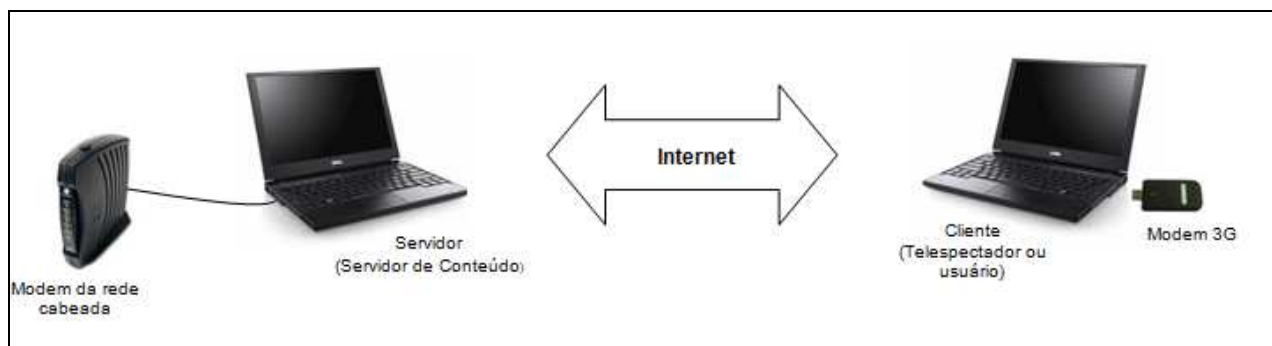 Internet
Servidor
(Servidor de Conteúdo)
Cliente
(Telespectador ou
usuário)
Modem 3G
Modem da rede
cabeada